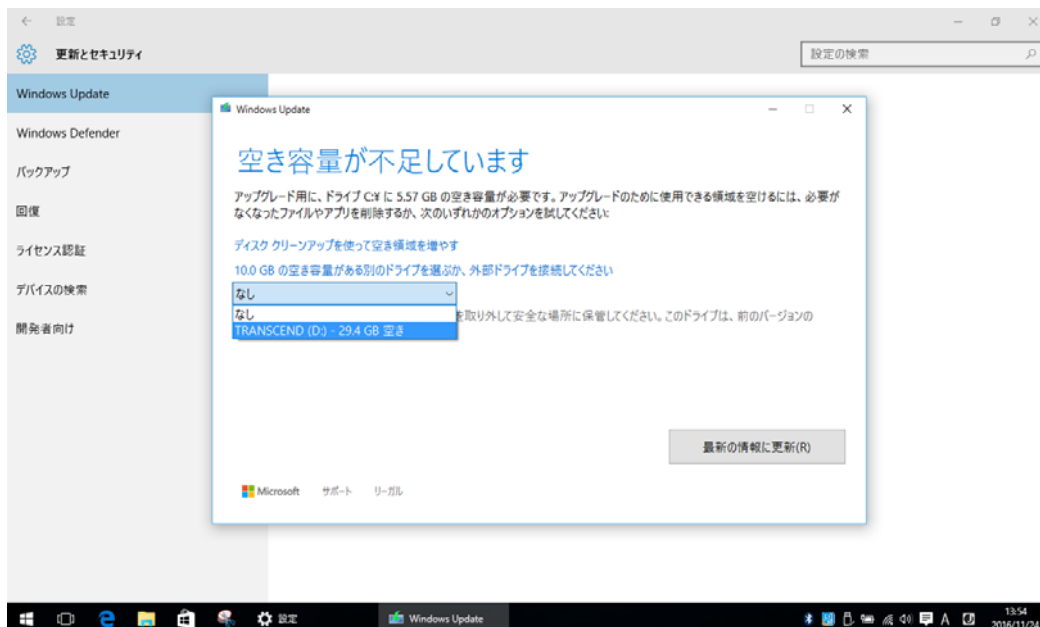 設定
更新とセキュリティ
設定の検索
Windows Update
Windows Defender
バックアップ
回復
ライセンス認証
デバイスの検索
開発者向け
Windows Update
空き容量が不足しています
アップグレード用に、ドライブ C:¥ に 5.57 GB の空き容量が必要です。アップグレードのために使用できる領域を空けるには、必要が
なくなったファイルやアプリを削除するか、次のいずれかのオプションを試してください:
ディスク クリーンアップを使って空き領域を増やす
10.0 GB の空き容量がある別のドライブを選ぶか、外部ドライブを接続してください
なし
なし
を取り外して安全な場所に保管してください。このドライブは、前のバージョンの
TRANSCEND (D:) - 29.4 GB 空き
最新の情報に更新(R)
Microsoft サポート リーガル
設定 Windows Update A 13:54
2016/11/24